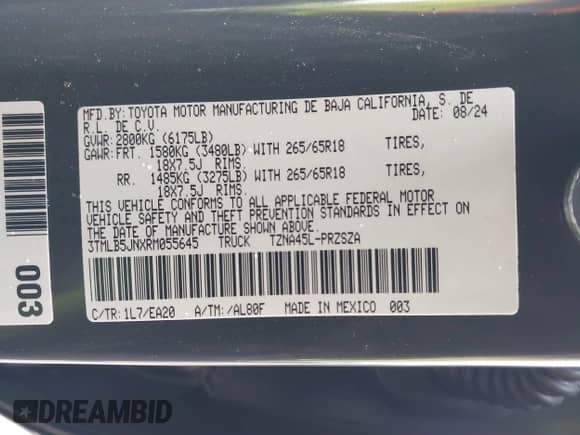 MFD.BY:TOYOTA MOTOR MANUFACTURING DE BAJA CALIFORNIA, S. DE
R.L. DE C.V. DATE: 08/24
GVWR: 2800KG (6175LB)
GAWR:FRT. 1580KG (3480LB) WITH 265/65R18 TIRES,
18X7.5J RIMS.
RR. 1485KG (3275LB) WITH 265/65R18 TIRES,
18X7.5J RIMS.
THIS VEHICLE CONFORMS TO ALL APPLICABLE FEDERAL MOTOR
VEHICLE SAFETY AND THEFT PREVENTION STANDARDS IN EFFECT ON
THE DATE OF MANUFACTURE SHOWN ABOVE.
3TMLB5JNXRM055645 TRUCK TZNA45L-PRZSZA
C/TR:1L7/EA20 A/TM:/AL80F MADE IN MEXICO 003
003
DREAMBID